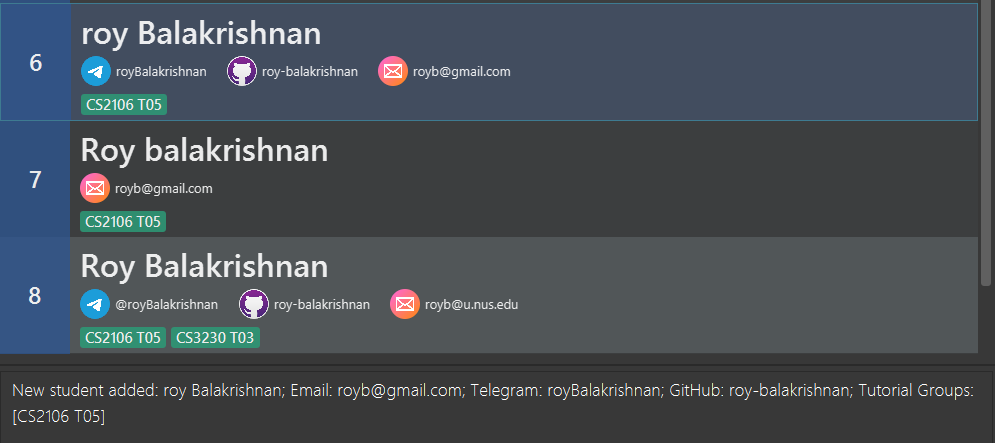 6
roy Balakrishnan
royBalakrishnan roy-balakrishnan royb@gmail.com
CS2106 T05
7
Roy balakrishnan
royb@gmail.com
CS2106 T05
8
Roy Balakrishnan
@royBalakrishnan roy-balakrishnan royb@u.nus.edu
CS2106 T05 CS3230 T03
New student added: roy Balakrishnan; Email: royb@gmail.com; Telegram: royBalakrishnan; GitHub: roy-balakrishnan; Tutorial Groups:
[CS2106 T05]